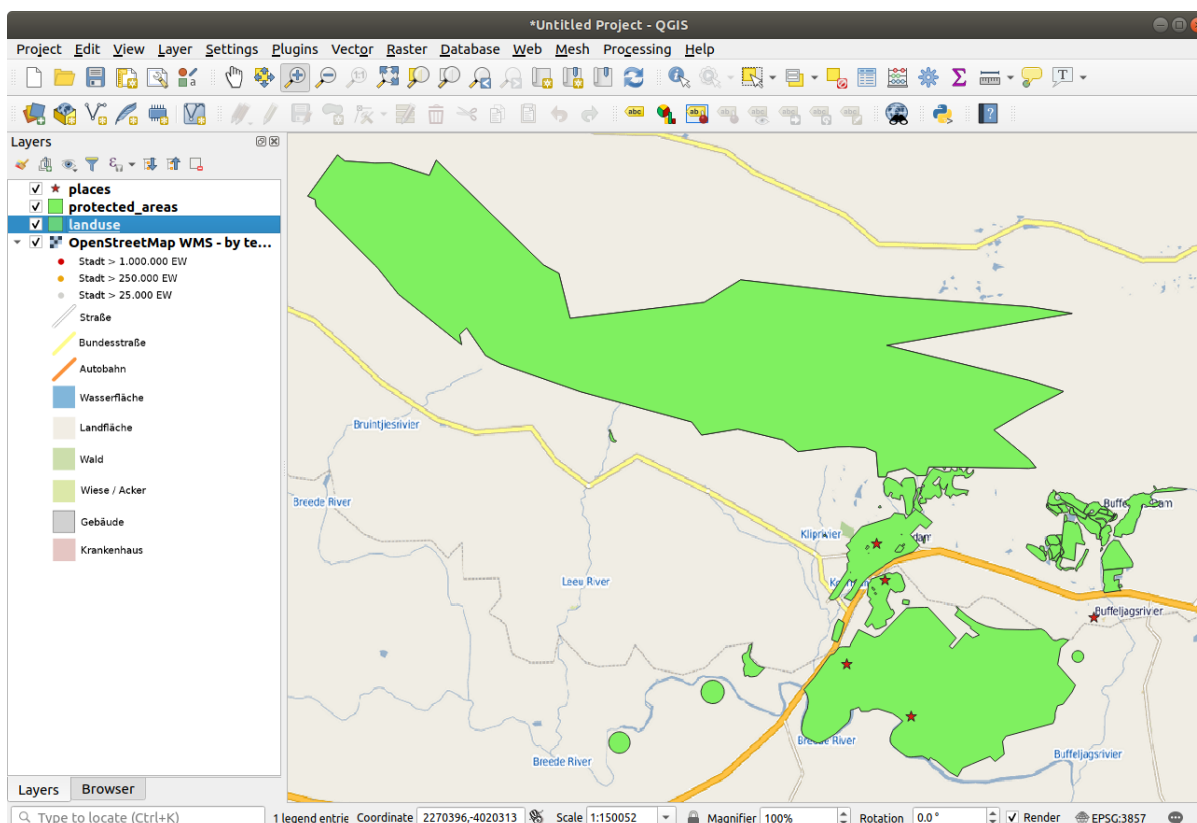 *Untitled Project - QGIS
Project Edit View Layer Settings Plugins Vector Raster Database Web Mesh Processing Help
Layers
places
protected_areas
landuse
OpenStreetMap WMS - by te...
Stadt > 1.000.000 EW
Stadt > 250.000 EW
Stadt > 25.000 EW
Straße
Bundesstraße
Autobahn
Wasserfläche
Landfläche
Wald
Wiese / Acker
Gebäude
Krankenhaus
Bruintjiesrivier
Breede River
Kliprivier
Leeu River
Buffeljagsrivier
Breede River
Breede River
Buffeljagsrivier
Layers Browser
Type to locate (Ctrl+K) 1 legend entrie Coordinate 2270396,-4020313 Scale 1:150052 Magnifier 100% Rotation 0.0° Render EPSG:3857